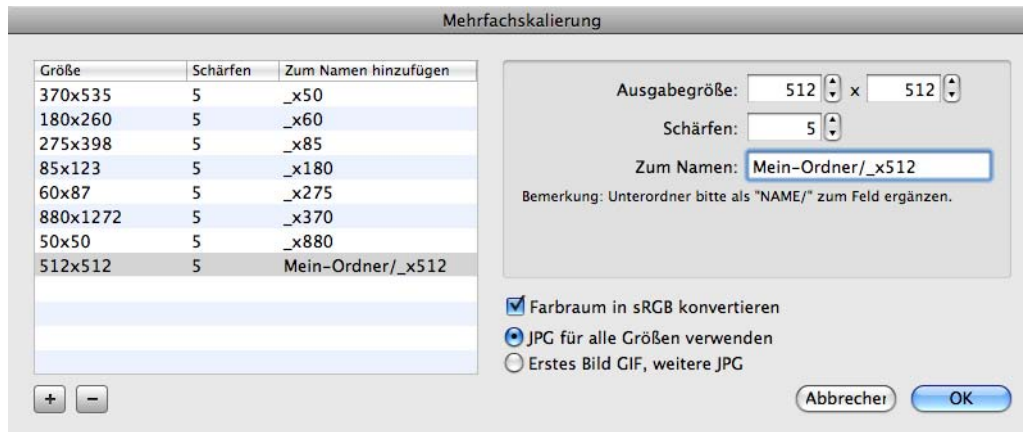 Mehrfachskalierung
Größe Schärfen Zum Namen hinzufügen
370x535 5 _x50
180x260 5 _x60
275x398 5 _x85
85x123 5 _x180
60x87 5 _x275
880x1272 5 _x370
50x50 5 _x880
512x512 5 Mein-Ordner/_x512
+ −
Ausgabegröße: 512 x 512
Schärfen: 5
Zum Namen: Mein-Ordner/_x512
Bemerkung: Unterordner bitte als "NAME/" zum Feld ergänzen.
Farbraum in sRGB konvertieren
JPG für alle Größen verwenden
Erstes Bild GIF, weitere JPG
Abbrecher OK